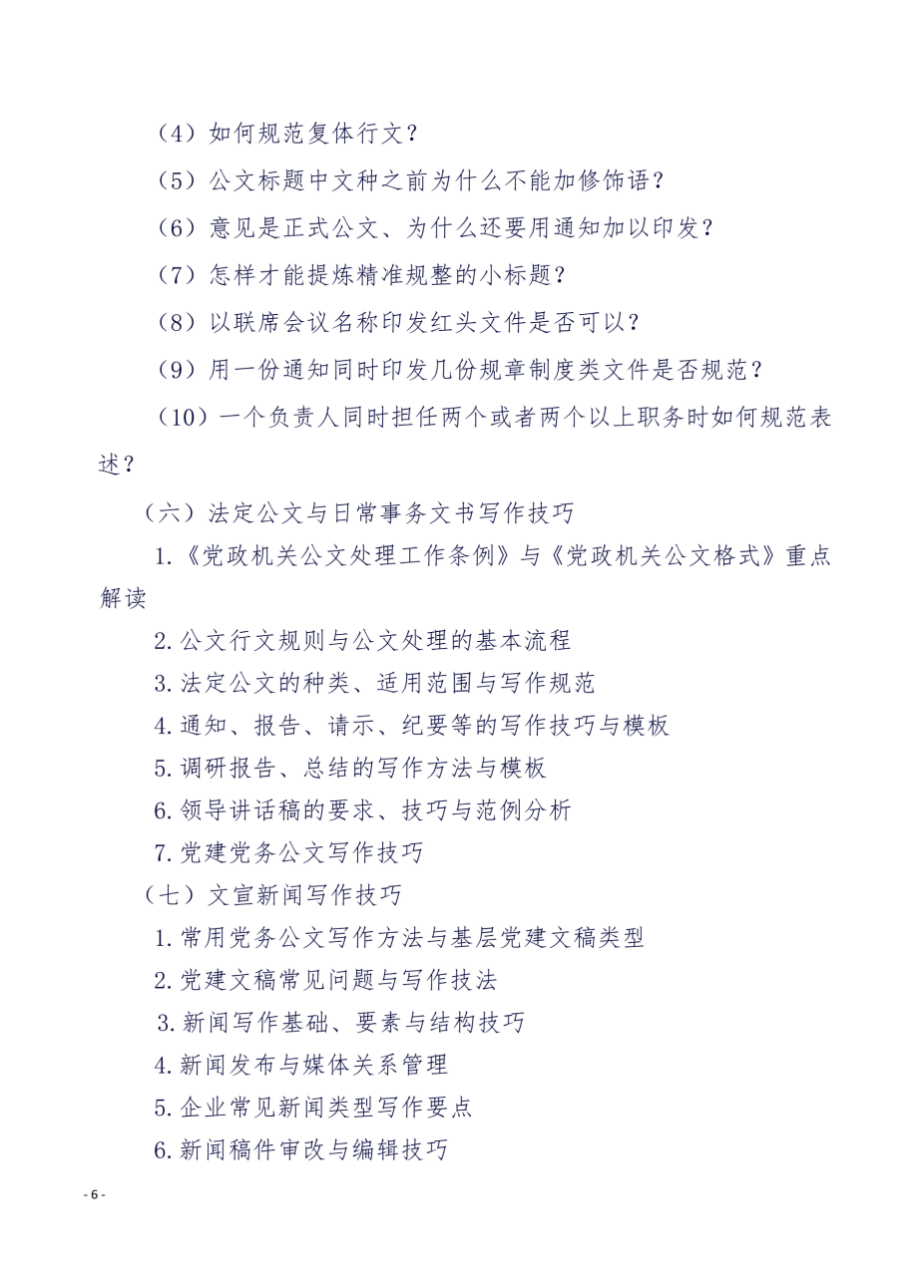 （4）如何规范复体行文？
（5）公文标题中文种之前为什么不能加修饰语？
（6）意见是正式公文、为什么还要用通知加以印发？
（7）怎样才能提炼精准规整的小标题？
（8）以联席会议名称印发红头文件是否可以？
（9）用一份通知同时印发几份规章制度类文件是否规范？
（10）一个负责人同时担任两个或者两个以上职务时如何规范表
述？
（六）法定公文与日常事务文书写作技巧
1.《党政机关公文处理工作条例》与《党政机关公文格式》重点
解读
2.公文行文规则与公文处理的基本流程
3.法定公文的种类、适用范围与写作规范
4.通知、报告、请示、纪要等的写作技巧与模板
5.调研报告、总结的写作方法与模板
6.领导讲话稿的要求、技巧与范例分析
7.党建党务公文写作技巧
（七）文宣新闻写作技巧
1.常用党务公文写作方法与基层党建文稿类型
2.党建文稿常见问题与写作技法
3.新闻写作基础、要素与结构技巧
4.新闻发布与媒体关系管理
5.企业常见新闻类型写作要点
6.新闻稿件审改与编辑技巧
- 6 -